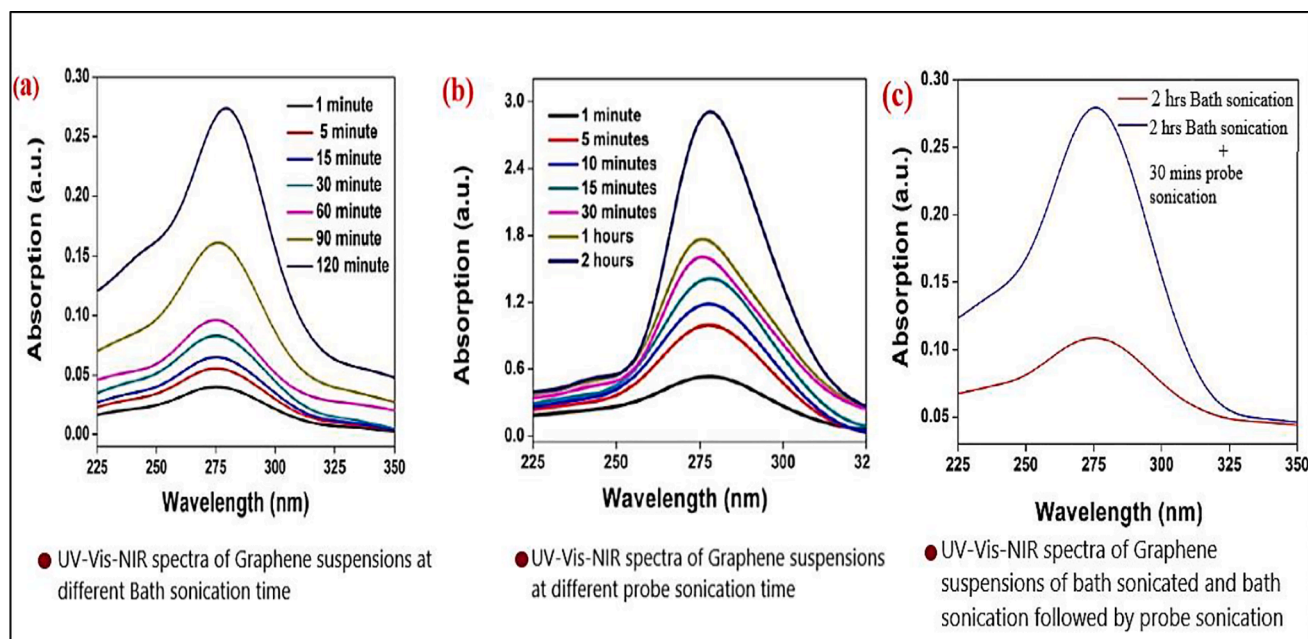 (a)
0.30
0.25
0.20
0.15
0.10
0.05
0.00
Absorption (a.u.)
1 minute
5 minute
15 minute
30 minute
60 minute
90 minute
120 minute
225 250 275 300 325 350
Wavelength (nm)
UV-Vis-NIR spectra of Graphene suspensions at
different Bath sonication time
(b)
3.0
2.4
1.8
1.2
0.6
0.0
Absorption (a.u.)
1 minute
5 minutes
10 minutes
15 minutes
30 minutes
1 hours
2 hours
225 250 275 300 325
Wavelength (nm)
UV-Vis-NIR spectra of Graphene suspensions
at different probe sonication time
(c)
0.30
0.25
0.20
0.15
0.10
0.05
Absorption (a.u.)
2 hrs Bath sonication
2 hrs Bath sonication
+
30 mins probe
sonication
225 250 275 300 325 350
Wavelength (nm)
UV-Vis-NIR spectra of Graphene
suspensions of bath sonicated and bath
sonication followed by probe sonication